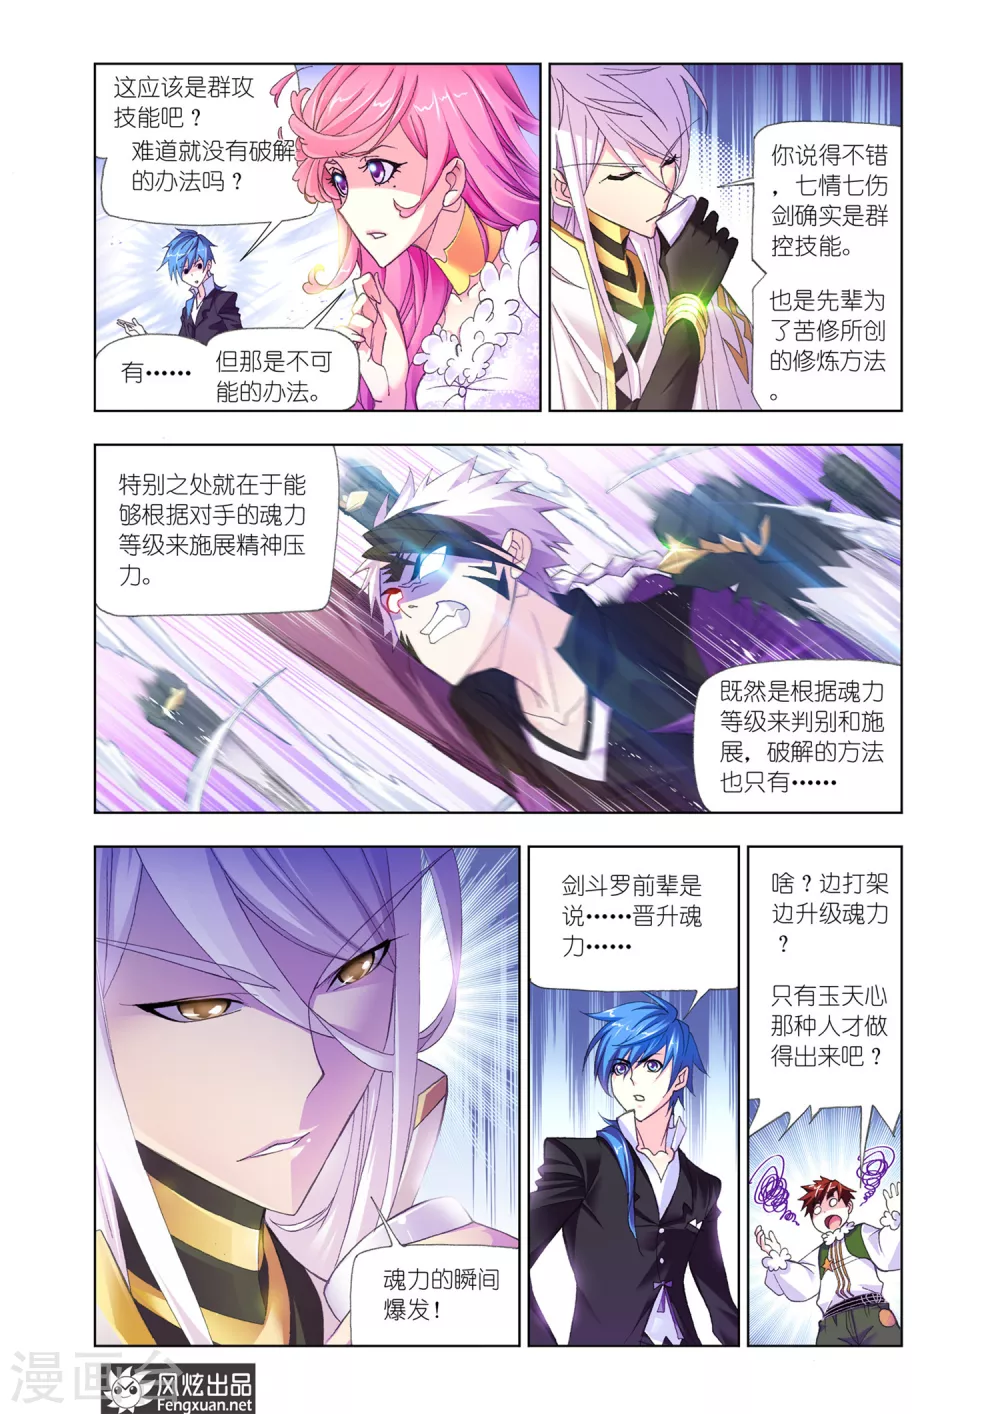 这应该是群攻
技能吧？
难道就没有破解
的办法吗？
有……
但那是不可
能的办法。
你说得不错
，七情七伤
剑确实是群
控技能。
也是先辈为
了苦修所创
的修炼方法
。
特别之处就在于能
够根据对手的魂力
等级来施展精神压
力。
既然是根据魂力
等级来判别和施
展，破解的方法
也只有……
魂力的瞬间
爆发！
剑斗罗前辈是
说……晋升魂
力……
啥？边打架
边升级魂力
？
只有玉天心
那种人才做
得出来吧？
漫画台
风炫出品
Fengxuan.net